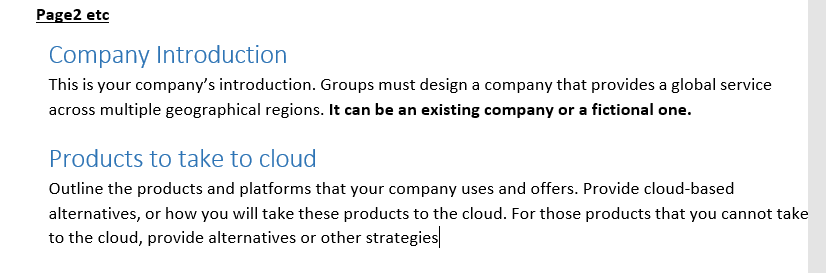 Page2 etc
Company Introduction
This is your company’s introduction. Groups must design a company that provides a global service
across multiple geographical regions. It can be an existing company or a fictional one.
Products to take to cloud
Outline the products and platforms that your company uses and offers. Provide cloud-based
alternatives, or how you will take these products to the cloud. For those products that you cannot take
to the cloud, provide alternatives or other strategies